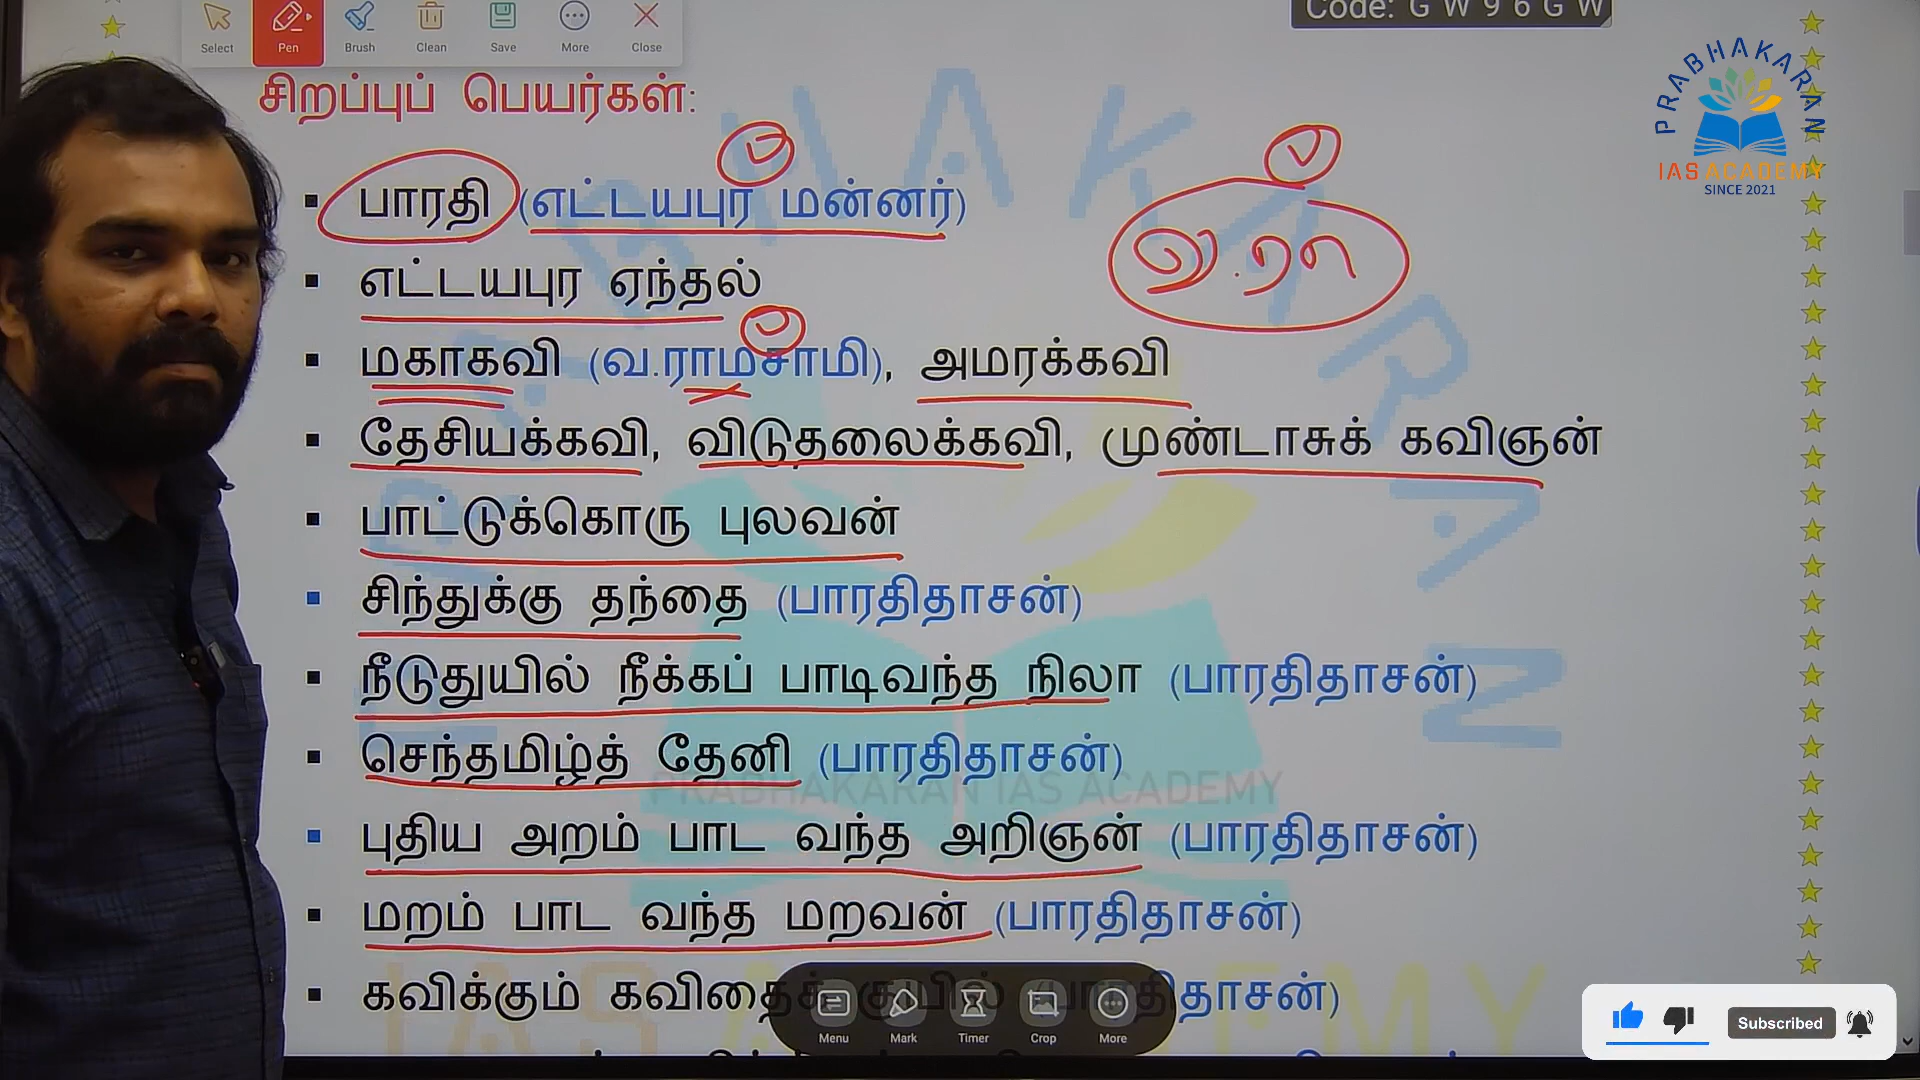 Select Pen Brush Clean Save More Close
Code: G W 9 6 G W
PRABHAKARAN
IAS ACADEMY
SINCE 2021
சிறப்புப் பெயர்கள்:
▪ பாரதி (எட்டயபுர மன்னர்)
▪ எட்டயபுர ஏந்தல்
வ.ரா
▪ மகாகவி (வ.ராமசாமி), அமரக்கவி
▪ தேசியக்கவி, விடுதலைக்கவி, முண்டாசுக் கவிஞன்
▪ பாட்டுக்கொரு புலவன்
▪ சிந்துக்கு தந்தை (பாரதிதாசன்)
▪ நீடுதுயில் நீக்கப் பாடிவந்த நிலா (பாரதிதாசன்)
▪ செந்தமிழ்த் தேனி (பாரதிதாசன்)
PRABHAKARAN IAS ACADEMY
▪ புதிய அறம் பாட வந்த அறிஞன் (பாரதிதாசன்)
▪ மறம் பாட வந்த மறவன் (பாரதிதாசன்)
▪ கவிக்கும் கவிதைக் குயில் (பாரதிதாசன்)
Menu Mark Timer Crop More
Subscribed